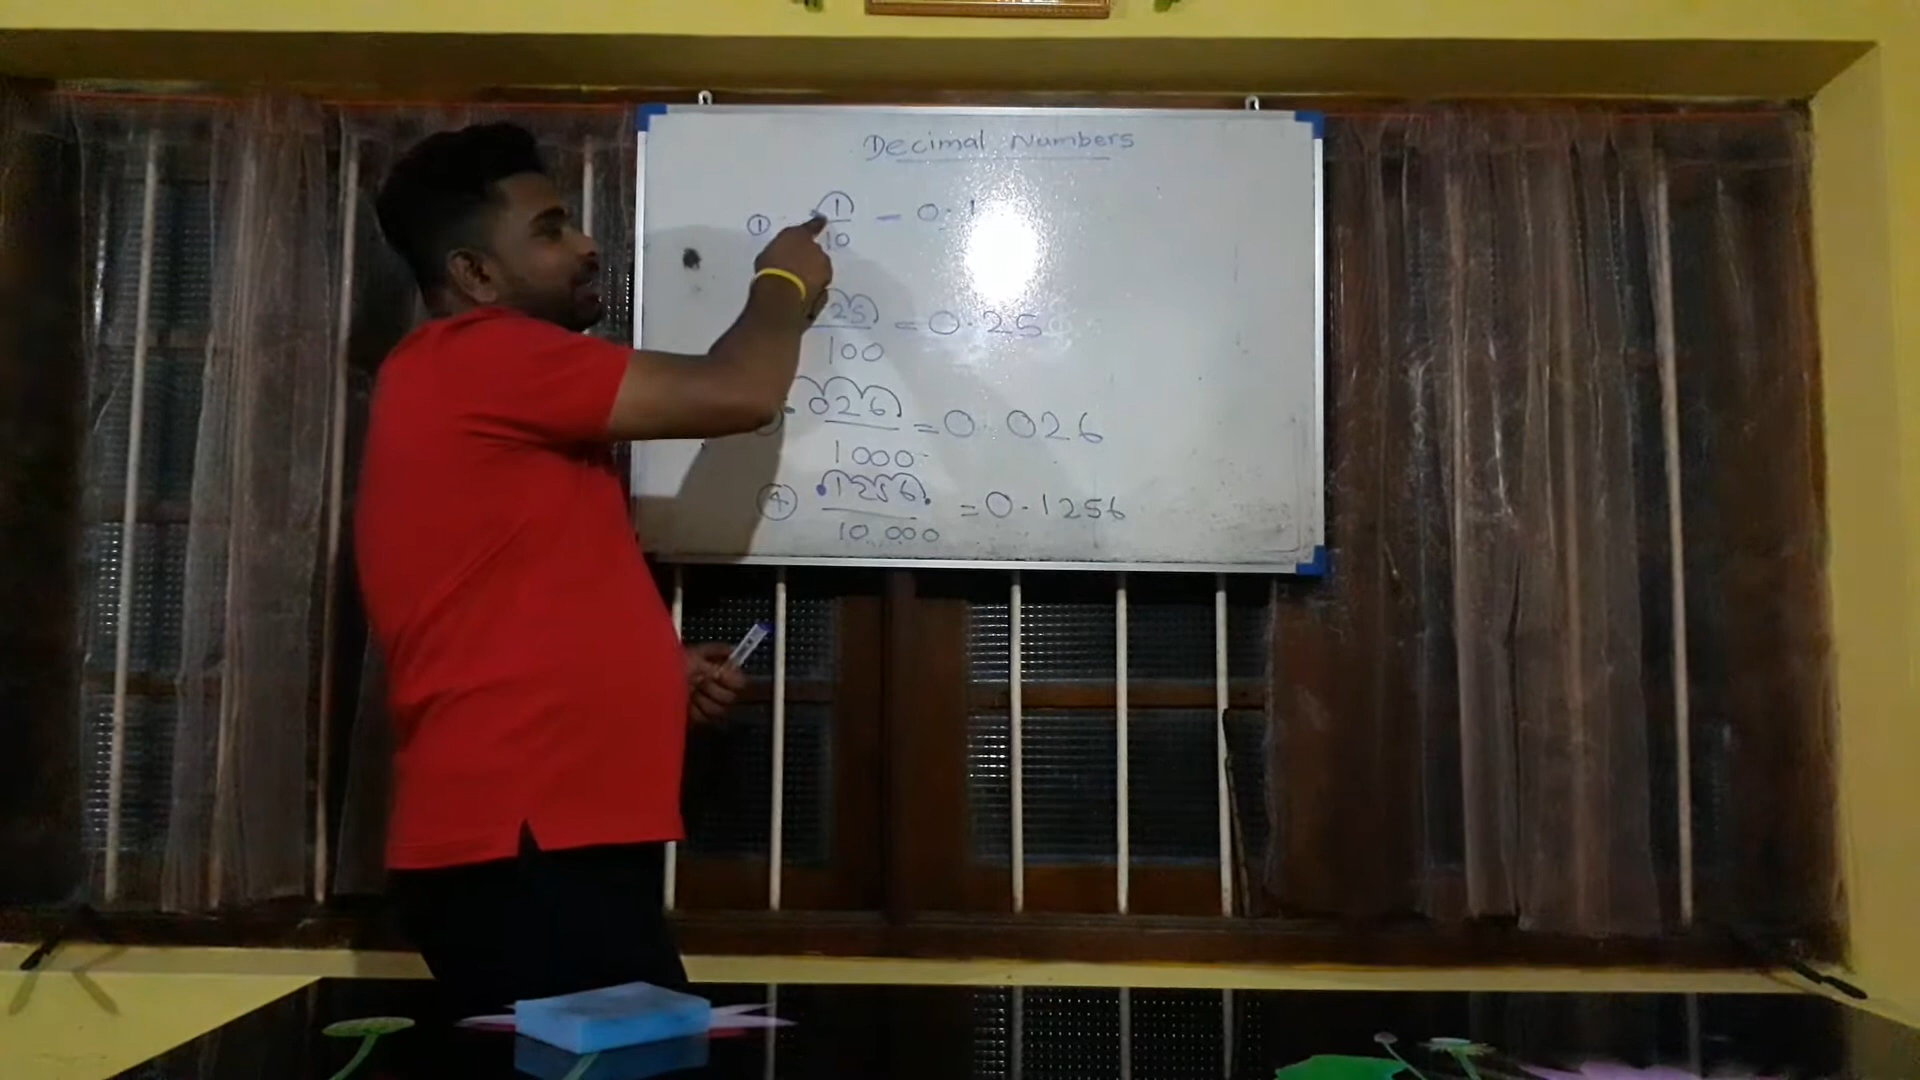 Decimal Numbers
① 1/10 - 0.1
25/100 = 0.25
.026/1000 = 0.026
④ .1256./10,000 = 0.1256